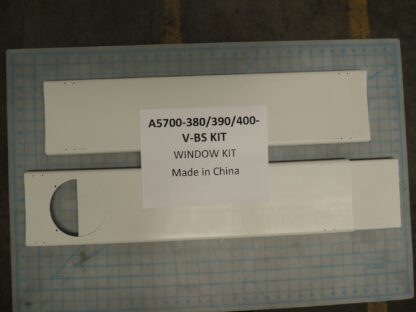 A5700-380/390/400-
V-BS KIT
WINDOW KIT
Made in China